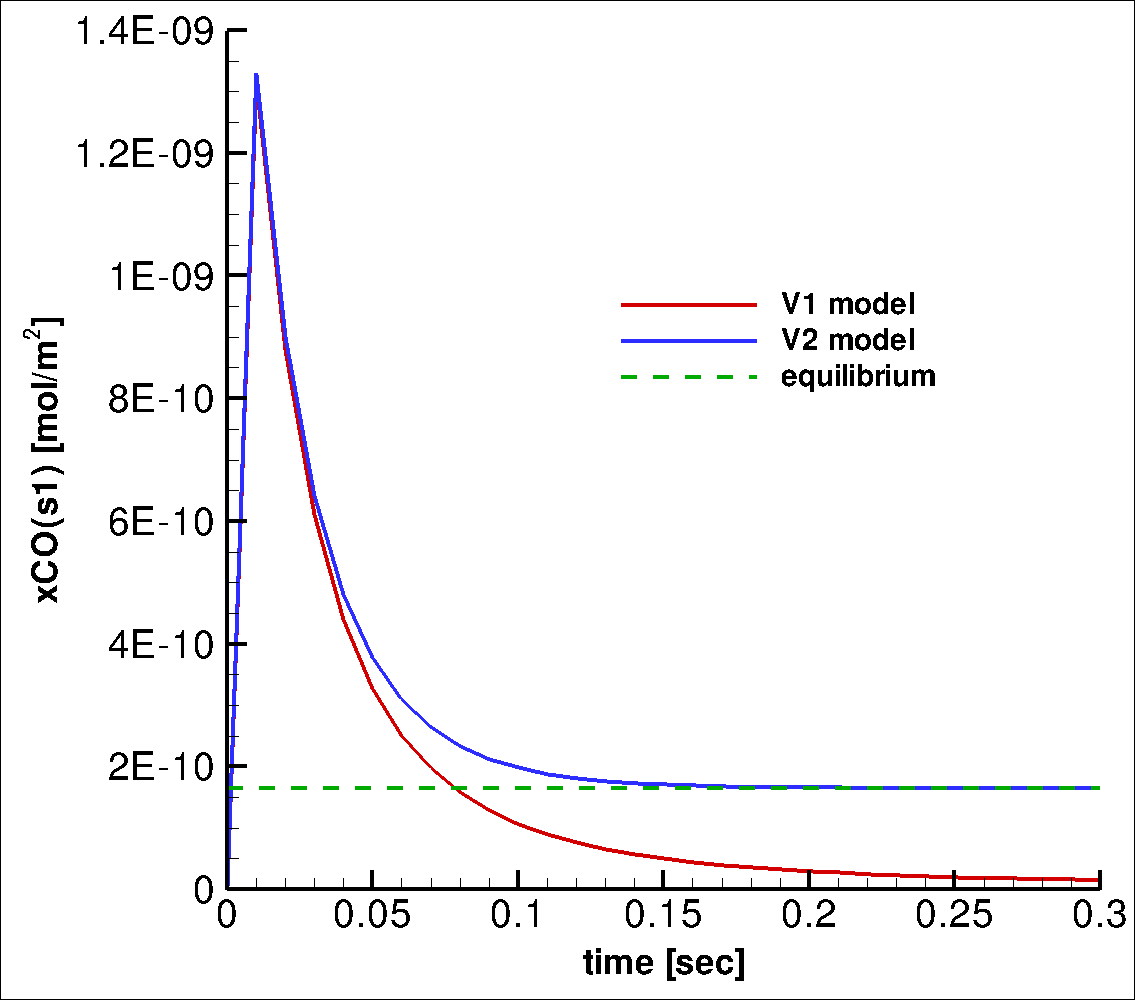 1.4E-09
1.2E-09
1E-09
8E-10
6E-10
4E-10
2E-10
0
xCO(s1) [mol/m²]
V1 model
V2 model
equilibrium
0 0.05 0.1 0.15 0.2 0.25 0.3
time [sec]